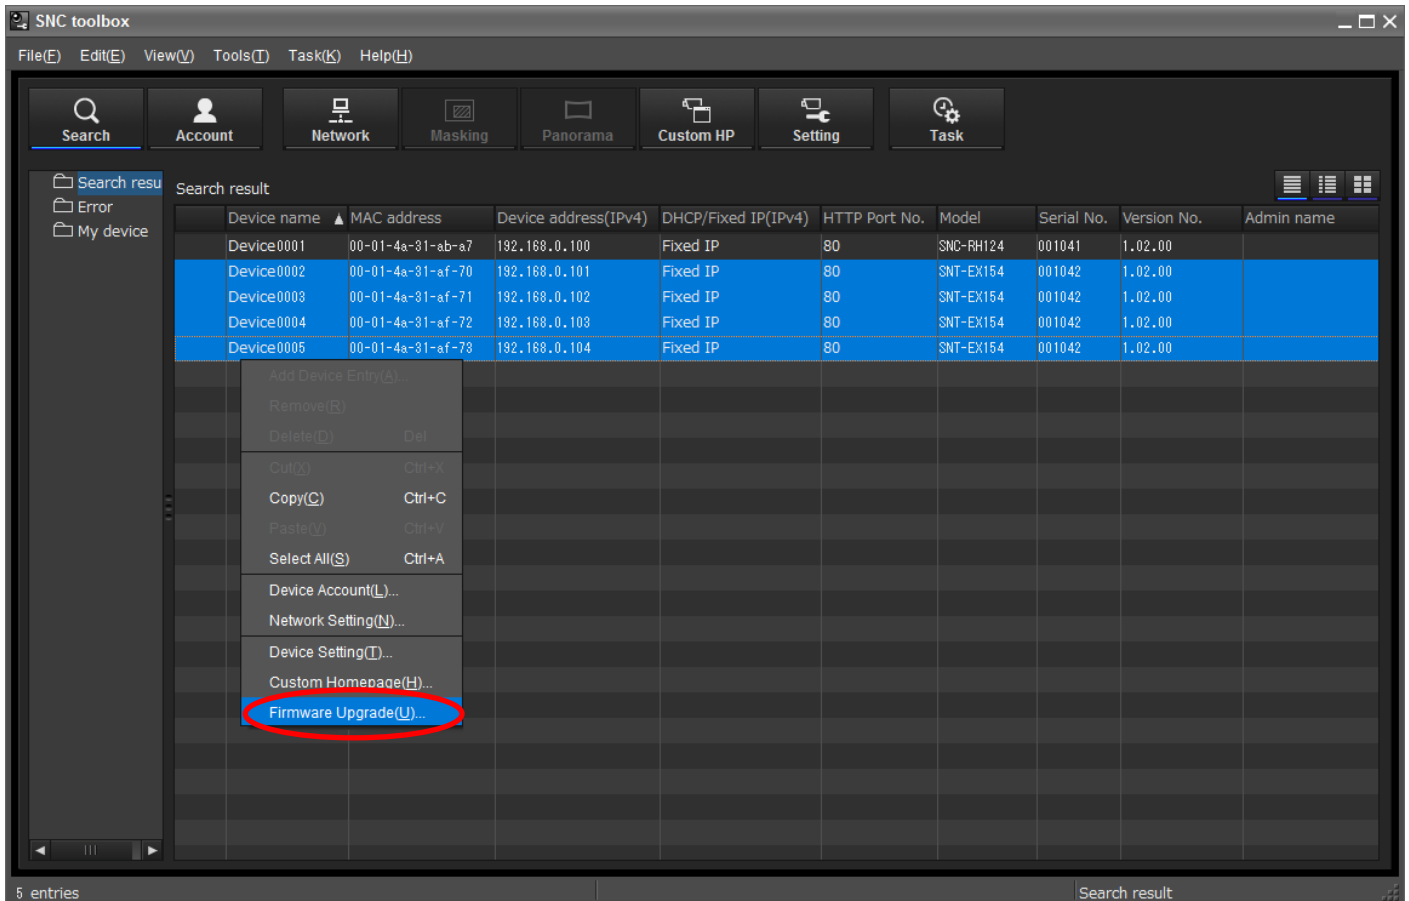 SNC toolbox
File(F) Edit(E) View(V) Tools(T) Task(K) Help(H)
Search Account Network Masking Panorama Custom HP Setting Task
Search resu
Error
My device
Search result
Device name MAC address Device address(IPv4) DHCP/Fixed IP(IPv4) HTTP Port No. Model Serial No. Version No. Admin name
Device0001 00-01-4a-31-ab-a7 192.168.0.100 Fixed IP 80 SNC-RH124 001041 1.02.00
Device0002 00-01-4a-31-af-70 192.168.0.101 Fixed IP 80 SNT-EX154 001042 1.02.00
Device0003 00-01-4a-31-af-71 192.168.0.102 Fixed IP 80 SNT-EX154 001042 1.02.00
Device0004 00-01-4a-31-af-72 192.168.0.103 Fixed IP 80 SNT-EX154 001042 1.02.00
Device0005 00-01-4a-31-af-73 192.168.0.104 Fixed IP 80 SNT-EX154 001042 1.02.00
Add Device Entry(A)...
Remove(R)
Delete(D) Del
Cut(X) Ctrl+X
Copy(C) Ctrl+C
Paste(V) Ctrl+V
Select All(S) Ctrl+A
Device Account(L)...
Network Setting(N)...
Device Setting(T)...
Custom Homepage(H)...
Firmware Upgrade(U)...
5 entries
Search result